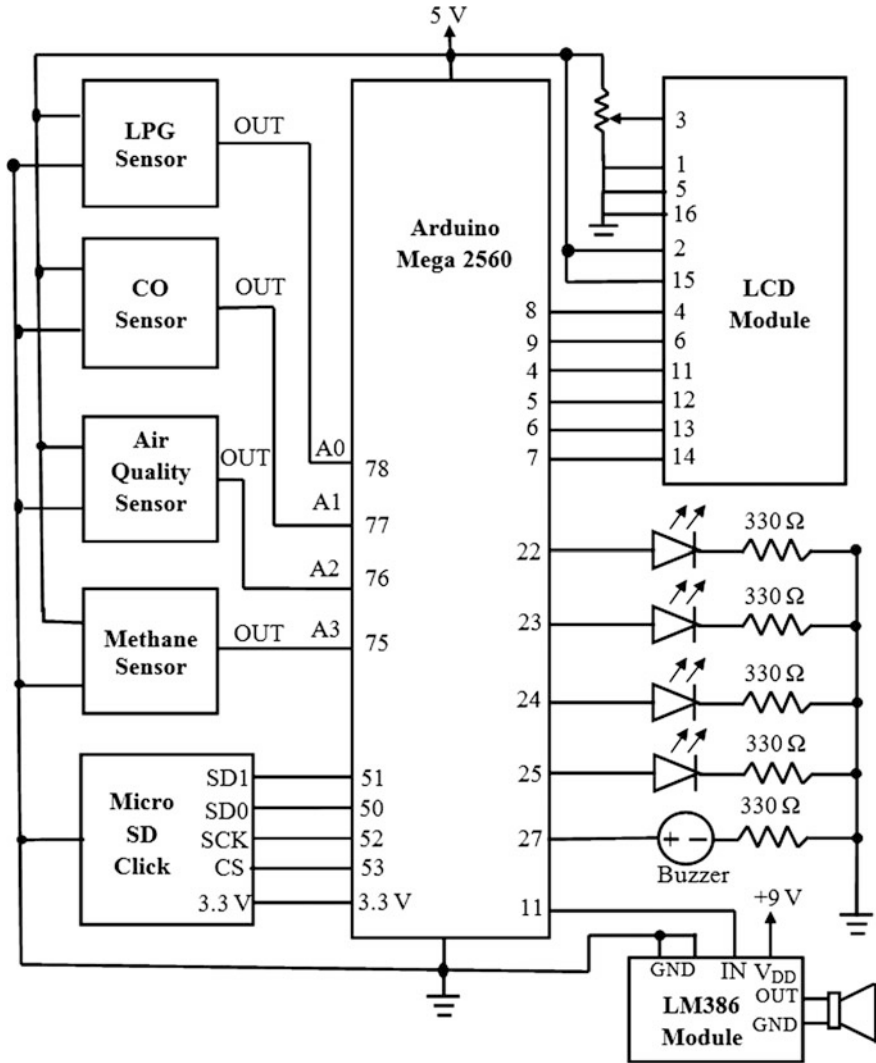 5 V
LPG
Sensor
OUT
CO
Sensor
OUT
Air
Quality
Sensor
OUT
Methane
Sensor
OUT
A0
A1
A2
A3
78
77
76
75
Micro
SD
Click
SD1
SD0
SCK
CS
3.3 V
51
50
52
53
3.3 V
Arduino
Mega 2560
8
9
4
5
6
7
22
23
24
25
27
11
3
1
5
16
2
15
4
6
11
12
13
14
LCD
Module
330 Ω
330 Ω
330 Ω
330 Ω
330 Ω
+ −
Buzzer
+9 V
GND IN VDD
OUT
GND
LM386
Module